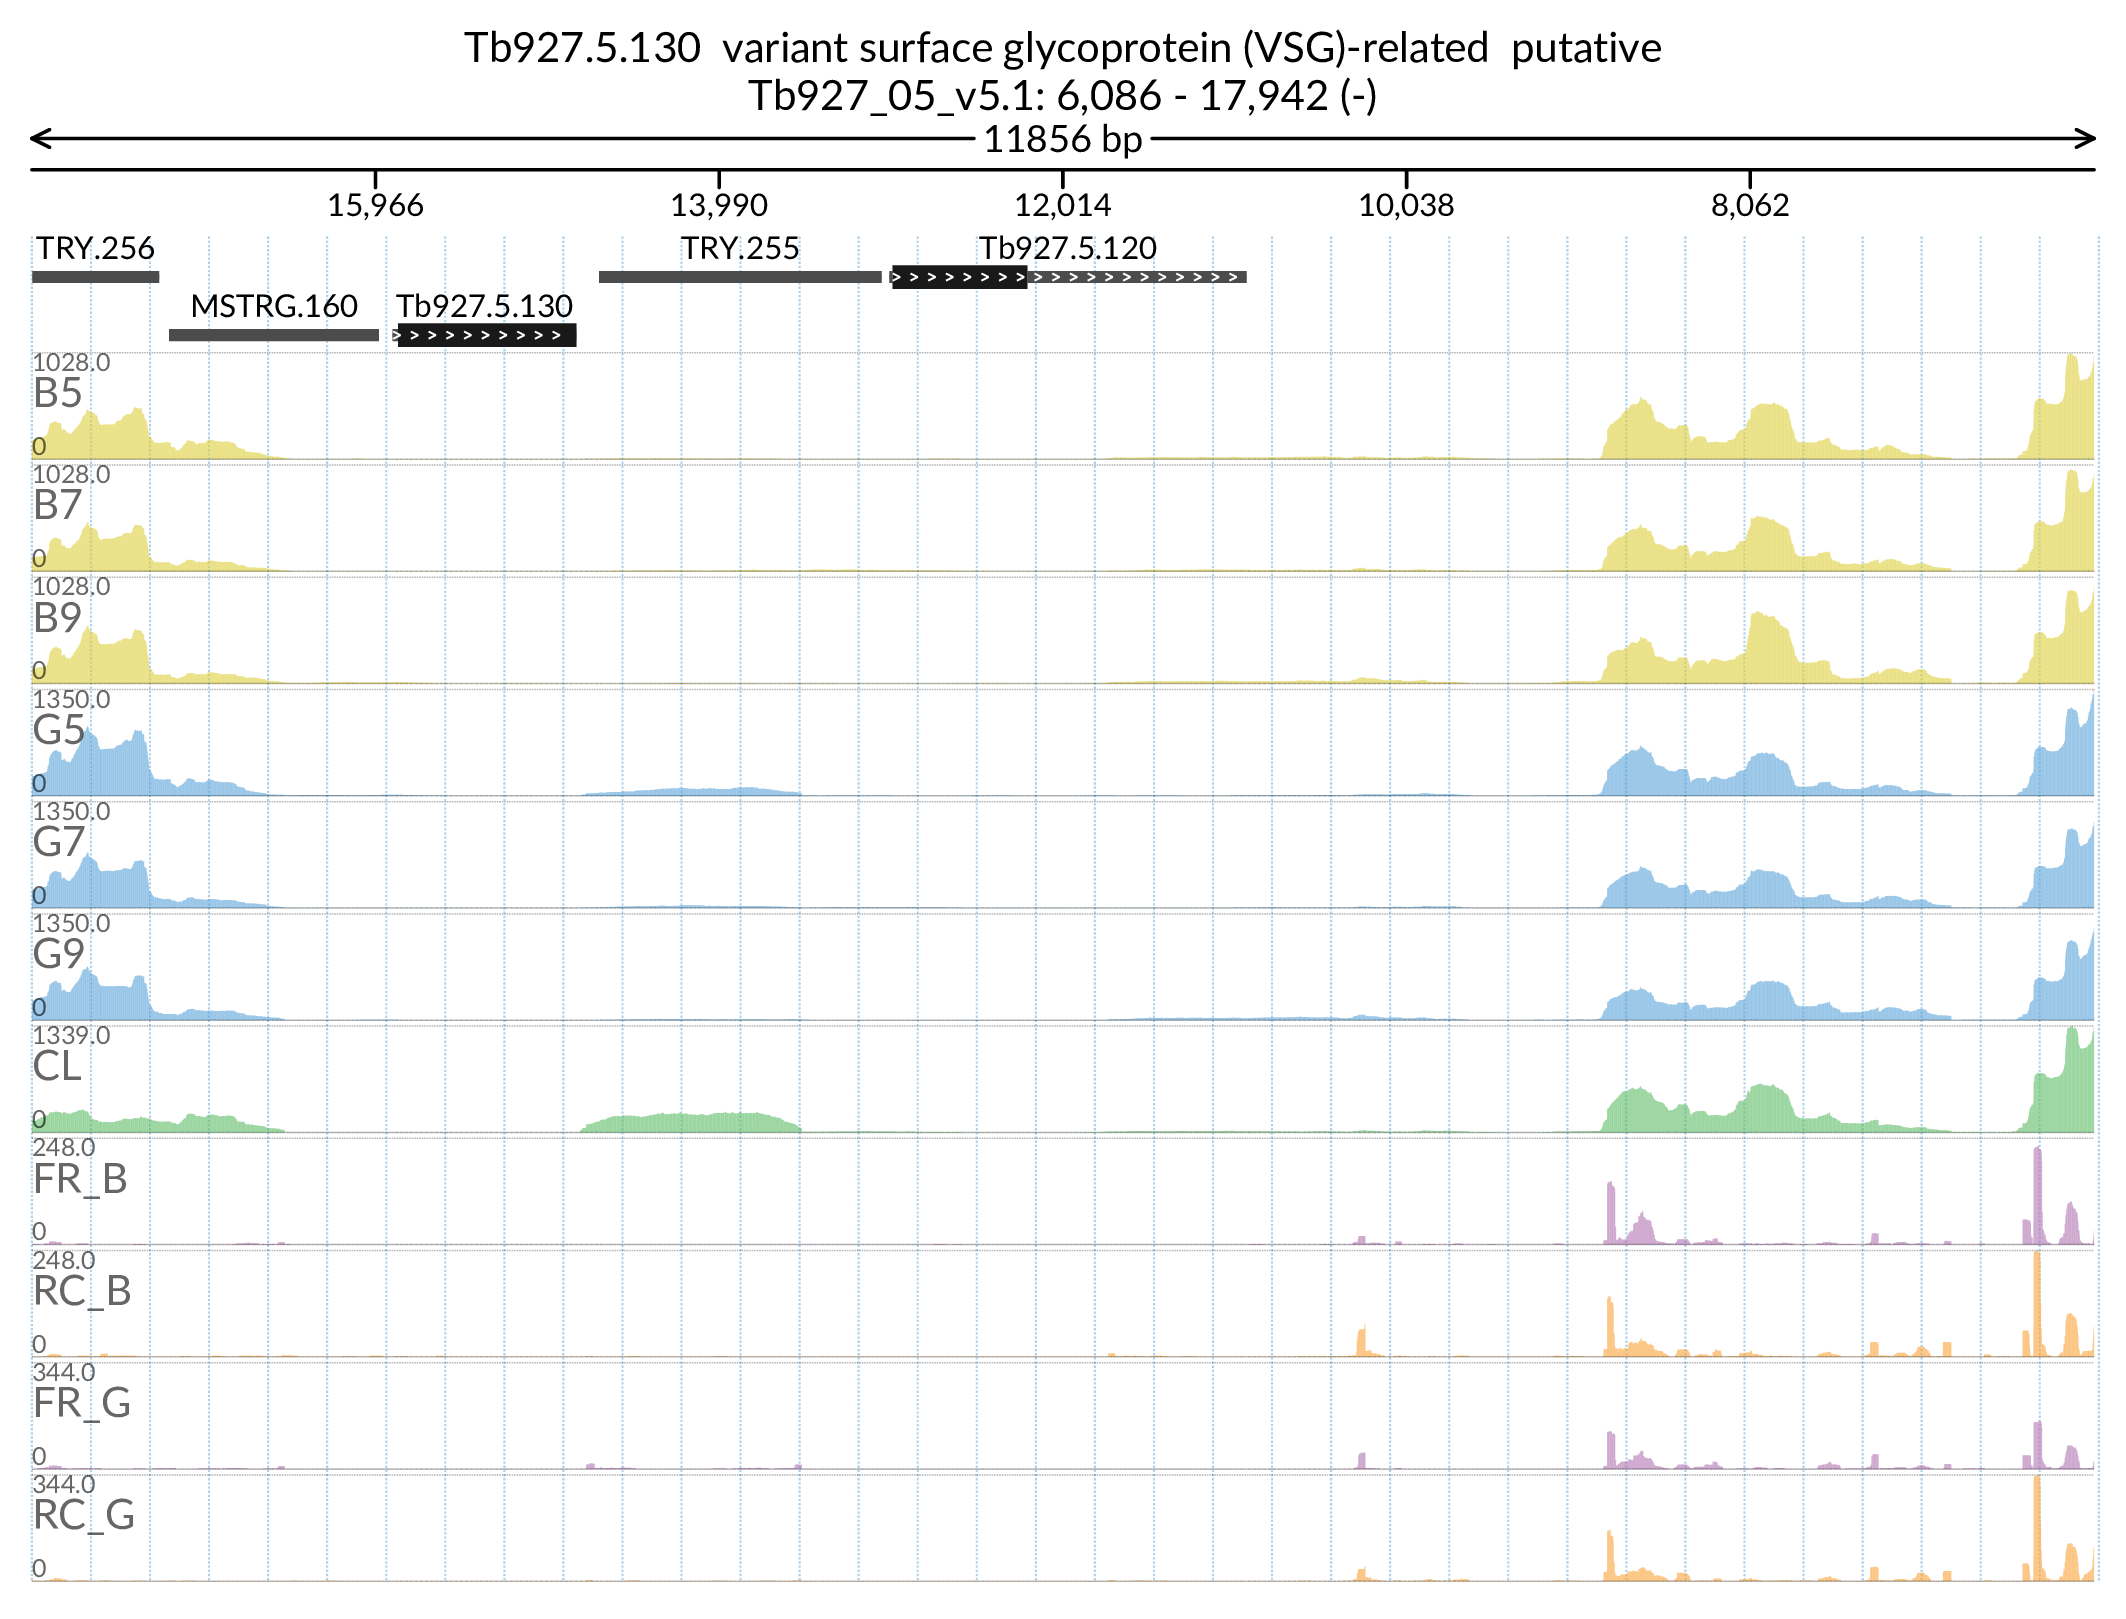 Tb927.5.130 variant surface glycoprotein (VSG)-related putative
Tb927_05_v5.1: 6,086 - 17,942 (-)
11856 bp
15,966 13,990 12,014 10,038 8,062
TRY.256 TRY.255 Tb927.5.120
MSTRG.160 Tb927.5.130
1028.0
B5
0
1028.0
B7
0
1028.0
B9
0
1350.0
G5
0
1350.0
G7
0
1350.0
G9
0
1339.0
CL
0
248.0
FR_B
0
248.0
RC_B
0
344.0
FR_G
0
344.0
RC_G
0